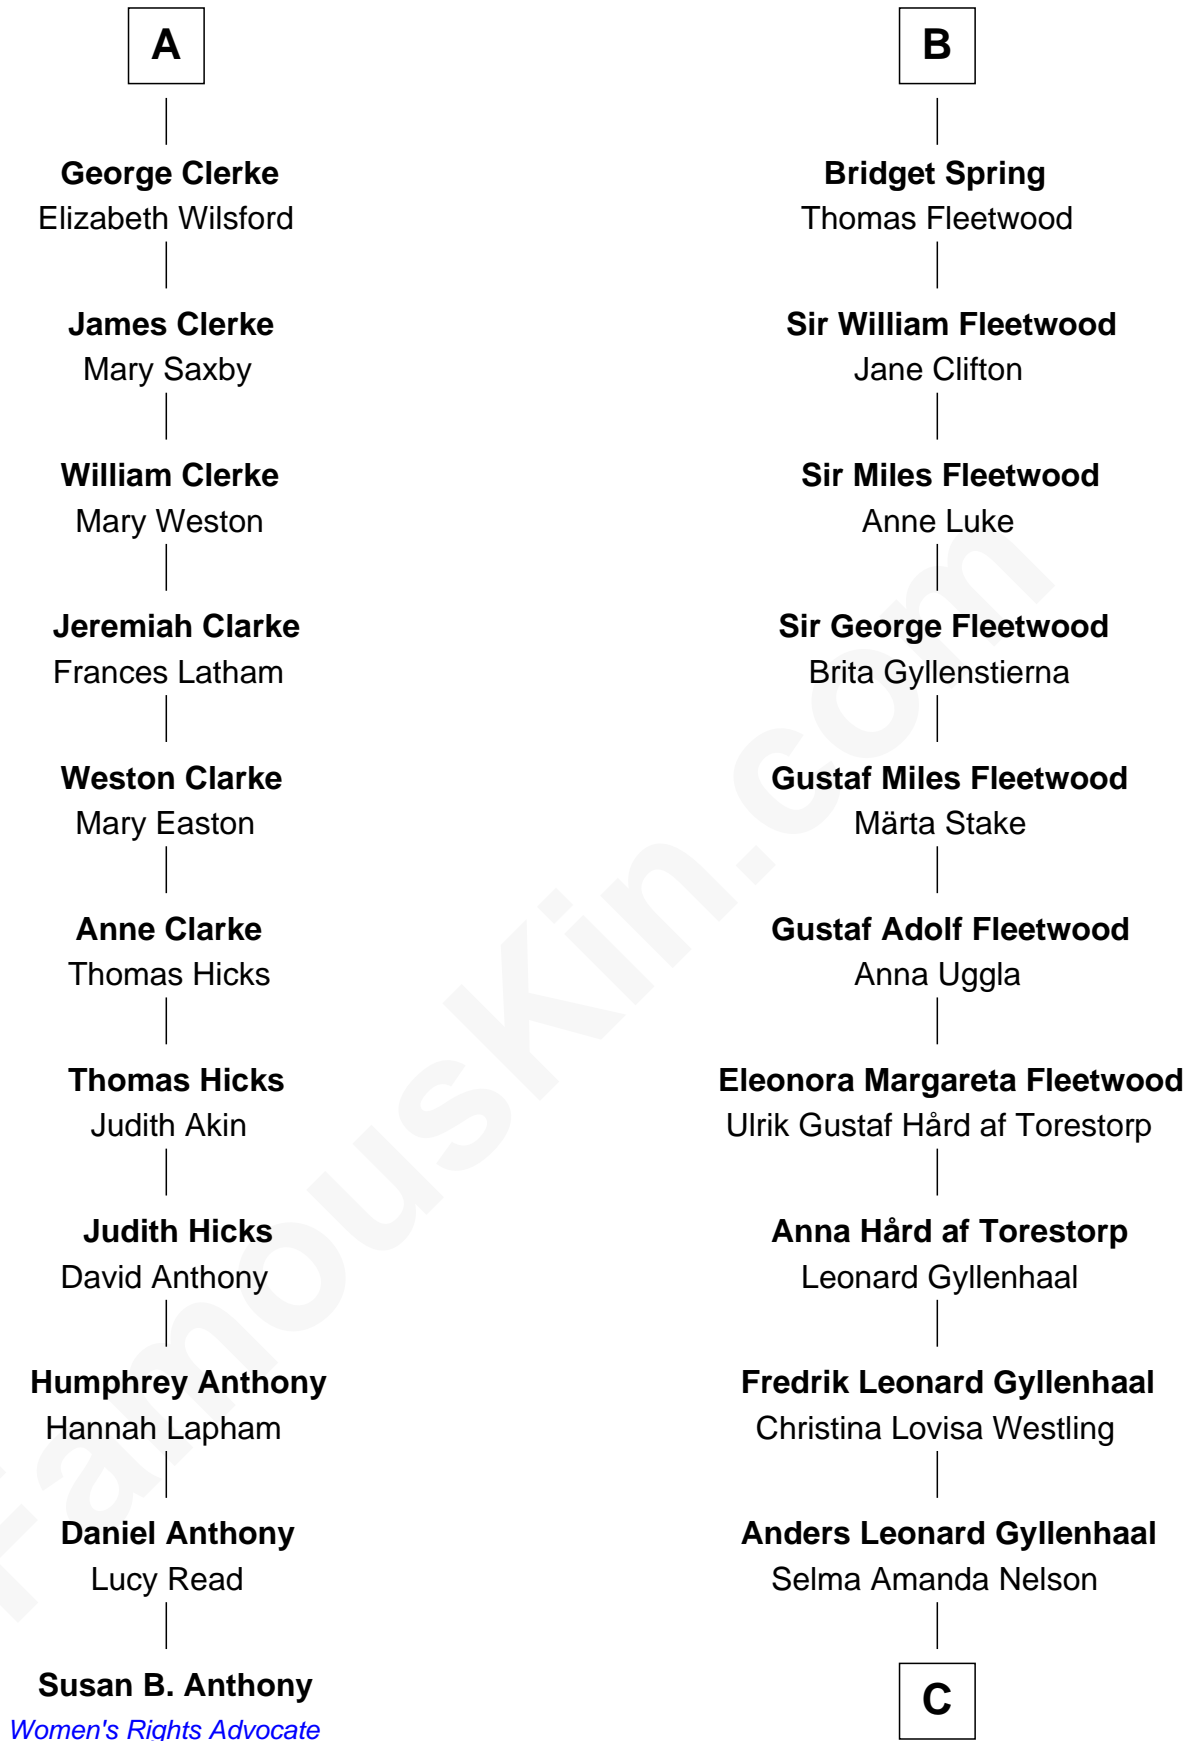 A
George Clerke
Elizabeth Wilsford
James Clerke
Mary Saxby
William Clerke
Mary Weston
Jeremiah Clarke
Frances Latham
Weston Clarke
Mary Easton
Anne Clarke
Thomas Hicks
Thomas Hicks
Judith Akin
Judith Hicks
David Anthony
Humphrey Anthony
Hannah Lapham
Daniel Anthony
Lucy Read
Susan B. Anthony
Women's Rights Advocate
B
Bridget Spring
Thomas Fleetwood
Sir William Fleetwood
Jane Clifton
Sir Miles Fleetwood
Anne Luke
Sir George Fleetwood
Brita Gyllenstierna
Gustaf Miles Fleetwood
Märta Stake
Gustaf Adolf Fleetwood
Anna Uggla
Eleonora Margareta Fleetwood
Ulrik Gustaf Hård af Torestorp
Anna Hård af Torestorp
Leonard Gyllenhaal
Fredrik Leonard Gyllenhaal
Christina Lovisa Westling
Anders Leonard Gyllenhaal
Selma Amanda Nelson
C
FamousKin.com